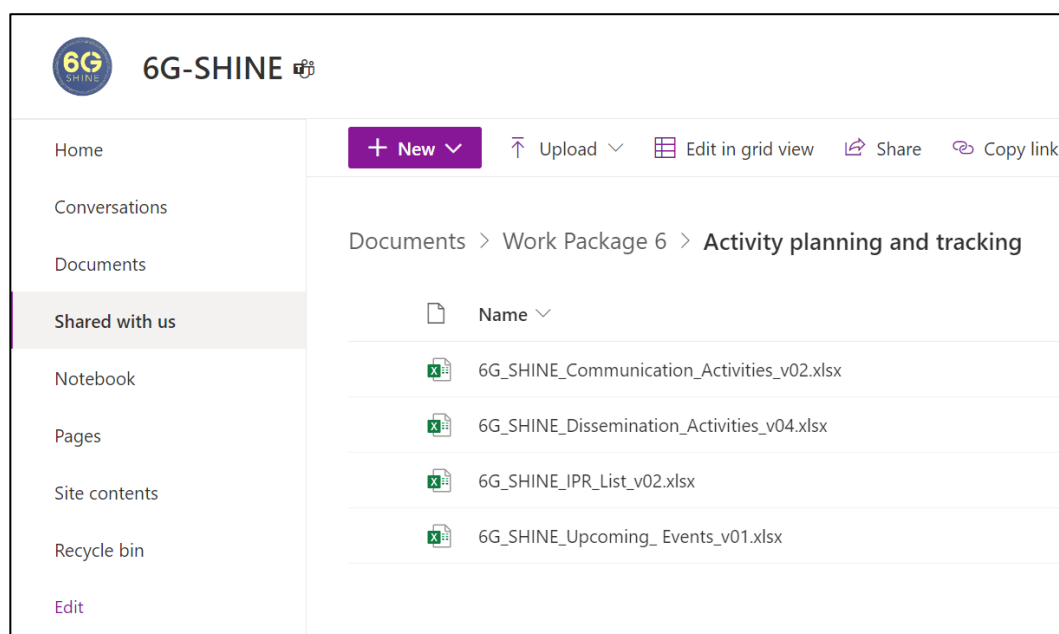 6G
SHINE
6G-SHINE
Home
Conversations
Documents
Shared with us
Notebook
Pages
Site contents
Recycle bin
Edit
+ New
Upload
Edit in grid view
Share
Copy link
Documents > Work Package 6 > Activity planning and tracking
Name
6G_SHINE_Communication_Activities_v02.xlsx
6G_SHINE_Dissemination_Activities_v04.xlsx
6G_SHINE_IPR_List_v02.xlsx
6G_SHINE_Upcoming_ Events_v01.xlsx